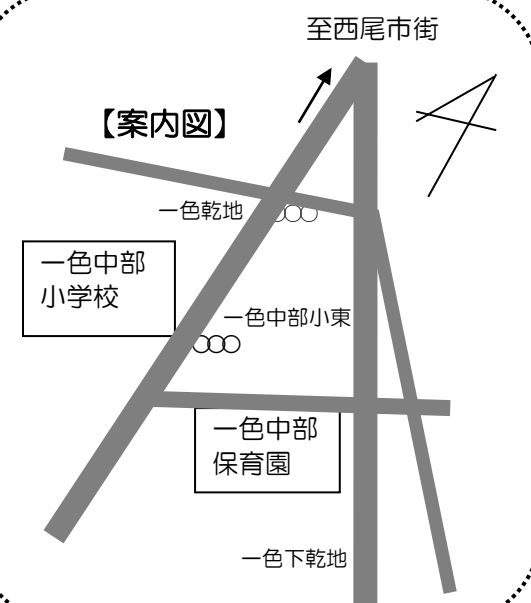 至西尾市街
【案内図】
一色乾地
一色中部
小学校
一色中部小東
一色中部
保育園
一色下乾地